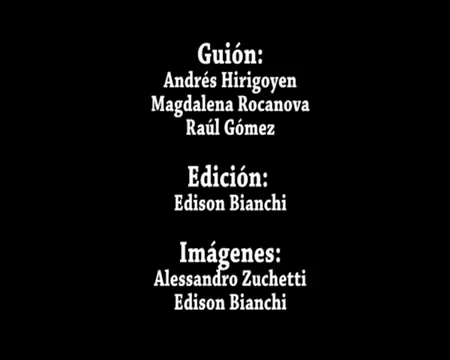 Guión:
Andrés Hirigoyen
Magdalena Rocanova
Raúl Gómez
Edición:
Edison Bianchi
Imágenes:
Alessandro Zuchetti
Edison Bianchi